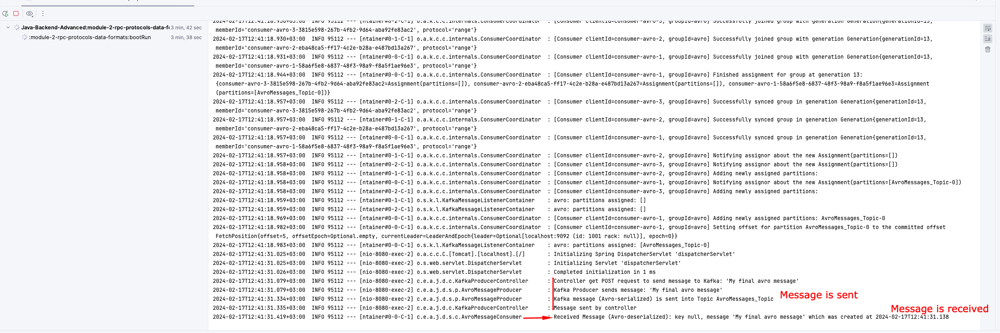 Java-Backend-Advanced:module-2-rpc-protocols-data-fo 3 min, 42 sec
:module-2-rpc-protocols-data-formats:bootRun 3 min, 38 sec
2024-02-17T12:41:18.930+03:00  INFO 95112 --- [ntainer#0-2-C-1] o.a.k.c.c.internals.ConsumerCoordinator  : [Consumer clientId=consumer-avro-3, groupId=avro] Successfully joined group with generation Generation{generationId=13,
memberId='consumer-avro-3-3815e598-267b-4fb2-9d64-aba92fe83ac2', protocol='range'}
2024-02-17T12:41:18.930+03:00  INFO 95112 --- [ntainer#0-1-C-1] o.a.k.c.c.internals.ConsumerCoordinator  : [Consumer clientId=consumer-avro-2, groupId=avro] Successfully joined group with generation Generation{generationId=13,
memberId='consumer-avro-2-eba48ca5-ff17-4c2e-b28a-e487bd13a267', protocol='range'}
2024-02-17T12:41:18.931+03:00  INFO 95112 --- [ntainer#0-0-C-1] o.a.k.c.c.internals.ConsumerCoordinator  : [Consumer clientId=consumer-avro-1, groupId=avro] Successfully joined group with generation Generation{generationId=13,
memberId='consumer-avro-1-58a6f5e8-6837-48f3-98a9-f8a5f1ae96e3', protocol='range'}
2024-02-17T12:41:18.944+03:00  INFO 95112 --- [ntainer#0-0-C-1] o.a.k.c.c.internals.ConsumerCoordinator  : [Consumer clientId=consumer-avro-1, groupId=avro] Finished assignment for group at generation 13:
{consumer-avro-3-3815e598-267b-4fb2-9d64-aba92fe83ac2=Assignment(partitions=[]), consumer-avro-2-eba48ca5-ff17-4c2e-b28a-e487bd13a267=Assignment(partitions=[]), consumer-avro-1-58a6f5e8-6837-48f3-98a9-f8a5f1ae96e3=Assignment
(partitions=[AvroMessages_Topic-0])}
2024-02-17T12:41:18.957+03:00  INFO 95112 --- [ntainer#0-2-C-1] o.a.k.c.c.internals.ConsumerCoordinator  : [Consumer clientId=consumer-avro-3, groupId=avro] Successfully synced group in generation Generation{generationId=13,
memberId='consumer-avro-3-3815e598-267b-4fb2-9d64-aba92fe83ac2', protocol='range'}
2024-02-17T12:41:18.957+03:00  INFO 95112 --- [ntainer#0-1-C-1] o.a.k.c.c.internals.ConsumerCoordinator  : [Consumer clientId=consumer-avro-2, groupId=avro] Successfully synced group in generation Generation{generationId=13,
memberId='consumer-avro-2-eba48ca5-ff17-4c2e-b28a-e487bd13a267', protocol='range'}
2024-02-17T12:41:18.957+03:00  INFO 95112 --- [ntainer#0-0-C-1] o.a.k.c.c.internals.ConsumerCoordinator  : [Consumer clientId=consumer-avro-1, groupId=avro] Successfully synced group in generation Generation{generationId=13,
memberId='consumer-avro-1-58a6f5e8-6837-48f3-98a9-f8a5f1ae96e3', protocol='range'}
2024-02-17T12:41:18.957+03:00  INFO 95112 --- [ntainer#0-1-C-1] o.a.k.c.c.internals.ConsumerCoordinator  : [Consumer clientId=consumer-avro-2, groupId=avro] Notifying assignor about the new Assignment(partitions=[])
2024-02-17T12:41:18.958+03:00  INFO 95112 --- [ntainer#0-2-C-1] o.a.k.c.c.internals.ConsumerCoordinator  : [Consumer clientId=consumer-avro-3, groupId=avro] Notifying assignor about the new Assignment(partitions=[])
2024-02-17T12:41:18.958+03:00  INFO 95112 --- [ntainer#0-1-C-1] o.a.k.c.c.internals.ConsumerCoordinator  : [Consumer clientId=consumer-avro-2, groupId=avro] Adding newly assigned partitions:
2024-02-17T12:41:18.958+03:00  INFO 95112 --- [ntainer#0-0-C-1] o.a.k.c.c.internals.ConsumerCoordinator  : [Consumer clientId=consumer-avro-1, groupId=avro] Notifying assignor about the new Assignment(partitions=[AvroMessages_Topic-0])
2024-02-17T12:41:18.958+03:00  INFO 95112 --- [ntainer#0-2-C-1] o.a.k.c.c.internals.ConsumerCoordinator  : [Consumer clientId=consumer-avro-3, groupId=avro] Adding newly assigned partitions:
2024-02-17T12:41:18.959+03:00  INFO 95112 --- [ntainer#0-1-C-1] o.s.k.l.KafkaMessageListenerContainer    : avro: partitions assigned: []
2024-02-17T12:41:18.959+03:00  INFO 95112 --- [ntainer#0-2-C-1] o.s.k.l.KafkaMessageListenerContainer    : avro: partitions assigned: []
2024-02-17T12:41:18.969+03:00  INFO 95112 --- [ntainer#0-0-C-1] o.a.k.c.c.internals.ConsumerCoordinator  : [Consumer clientId=consumer-avro-1, groupId=avro] Adding newly assigned partitions: AvroMessages_Topic-0
2024-02-17T12:41:18.982+03:00  INFO 95112 --- [ntainer#0-0-C-1] o.a.k.c.c.internals.ConsumerCoordinator  : [Consumer clientId=consumer-avro-1, groupId=avro] Setting offset for partition AvroMessages_Topic-0 to the committed offset
FetchPosition{offset=5, offsetEpoch=Optional.empty, currentLeader=LeaderAndEpoch{leader=Optional[localhost:9092 (id: 1001 rack: null)], epoch=0}}
2024-02-17T12:41:18.983+03:00  INFO 95112 --- [ntainer#0-0-C-1] o.s.k.l.KafkaMessageListenerContainer    : avro: partitions assigned: [AvroMessages_Topic-0]
2024-02-17T12:41:31.025+03:00  INFO 95112 --- [nio-8080-exec-2] o.a.c.c.C.[Tomcat].[localhost].[/]       : Initializing Spring DispatcherServlet 'dispatcherServlet'
2024-02-17T12:41:31.026+03:00  INFO 95112 --- [nio-8080-exec-2] o.s.web.servlet.DispatcherServlet        : Initializing Servlet 'dispatcherServlet'
2024-02-17T12:41:31.026+03:00  INFO 95112 --- [nio-8080-exec-2] o.s.web.servlet.DispatcherServlet        : Completed initialization in 1 ms
2024-02-17T12:41:31.079+03:00  INFO 95112 --- [nio-8080-exec-2] c.e.a.j.d.c.KafkaProducerController      : Controller get POST request to send message to Kafka: 'My final avro message'
2024-02-17T12:41:31.079+03:00  INFO 95112 --- [nio-8080-exec-2] c.e.a.j.d.s.p.AvroMessageProducer        : Kafka Producer sends message: 'My final avro message'
Message is sent
2024-02-17T12:41:31.334+03:00  INFO 95112 --- [nio-8080-exec-2] c.e.a.j.d.s.p.AvroMessageProducer        : Kafka message (Avro-serialized) is sent into Topic AvroMessages_Topic
2024-02-17T12:41:31.335+03:00  INFO 95112 --- [nio-8080-exec-2] c.e.a.j.d.c.KafkaProducerController      : Message sent by controller
Message is received
2024-02-17T12:41:31.419+03:00  INFO 95112 --- [ntainer#0-0-C-1] c.e.a.j.d.s.c.AvroMessageConsumer        : Received Message (Avro-deserialized): key null, message 'My final avro message' which was created at 2024-02-17T12:41:31.138